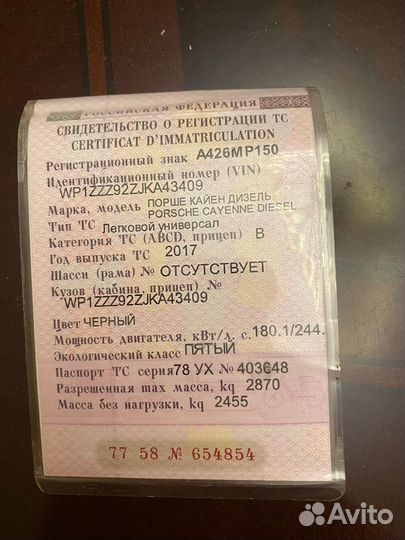 РОССИЙСКАЯ ФЕДЕРАЦИЯ
СВИДЕТЕЛЬСТВО О РЕГИСТРАЦИИ ТС
CERTIFICAT D'IMMATRICULATION
Регистрационный знак А426МР150
Идентификационный номер (VIN)
WP1ZZZ92ZJKA43409
Марка, модель ПОРШЕ КАЙЕН ДИЗЕЛЬ
PORSCHE CAYENNE DIESEL
Тип ТС Легковой универсал
Категория ТС (ABCD, прицеп) В
Год выпуска ТС 2017
Шасси (рама) № ОТСУТСТВУЕТ
Кузов (кабина, прицеп) №
WP1ZZZ92ZJKA43409
Цвет ЧЕРНЫЙ
Мощность двигателя, кВт/л. с. 180.1/244.
Экологический класс ПЯТЫЙ
Паспорт ТС серия 78 УХ № 403648
Разрешенная max масса, kg 2870
Масса без нагрузки, kg 2455
77 58 № 654854
Avito